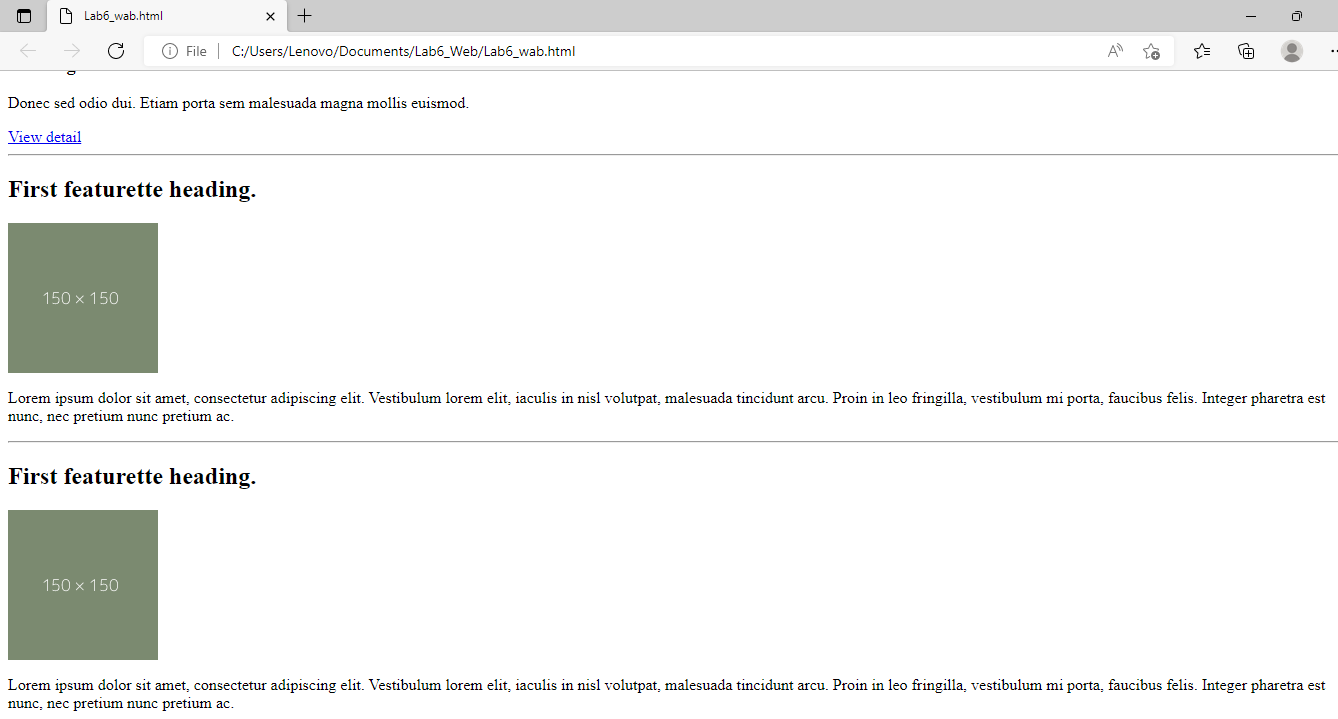 Lab6_wab.html
File C:/Users/Lenovo/Documents/Lab6_Web/Lab6_wab.html
Donec sed odio dui. Etiam porta sem malesuada magna mollis euismod.
View detail
First featurette heading.
150 × 150
Lorem ipsum dolor sit amet, consectetur adipiscing elit. Vestibulum lorem elit, iaculis in nisl volutpat, malesuada tincidunt arcu. Proin in leo fringilla, vestibulum mi porta, faucibus felis. Integer pharetra est
nunc, nec pretium nunc pretium ac.
First featurette heading.
150 × 150
Lorem ipsum dolor sit amet, consectetur adipiscing elit. Vestibulum lorem elit, iaculis in nisl volutpat, malesuada tincidunt arcu. Proin in leo fringilla, vestibulum mi porta, faucibus felis. Integer pharetra est
nunc, nec pretium nunc pretium ac.